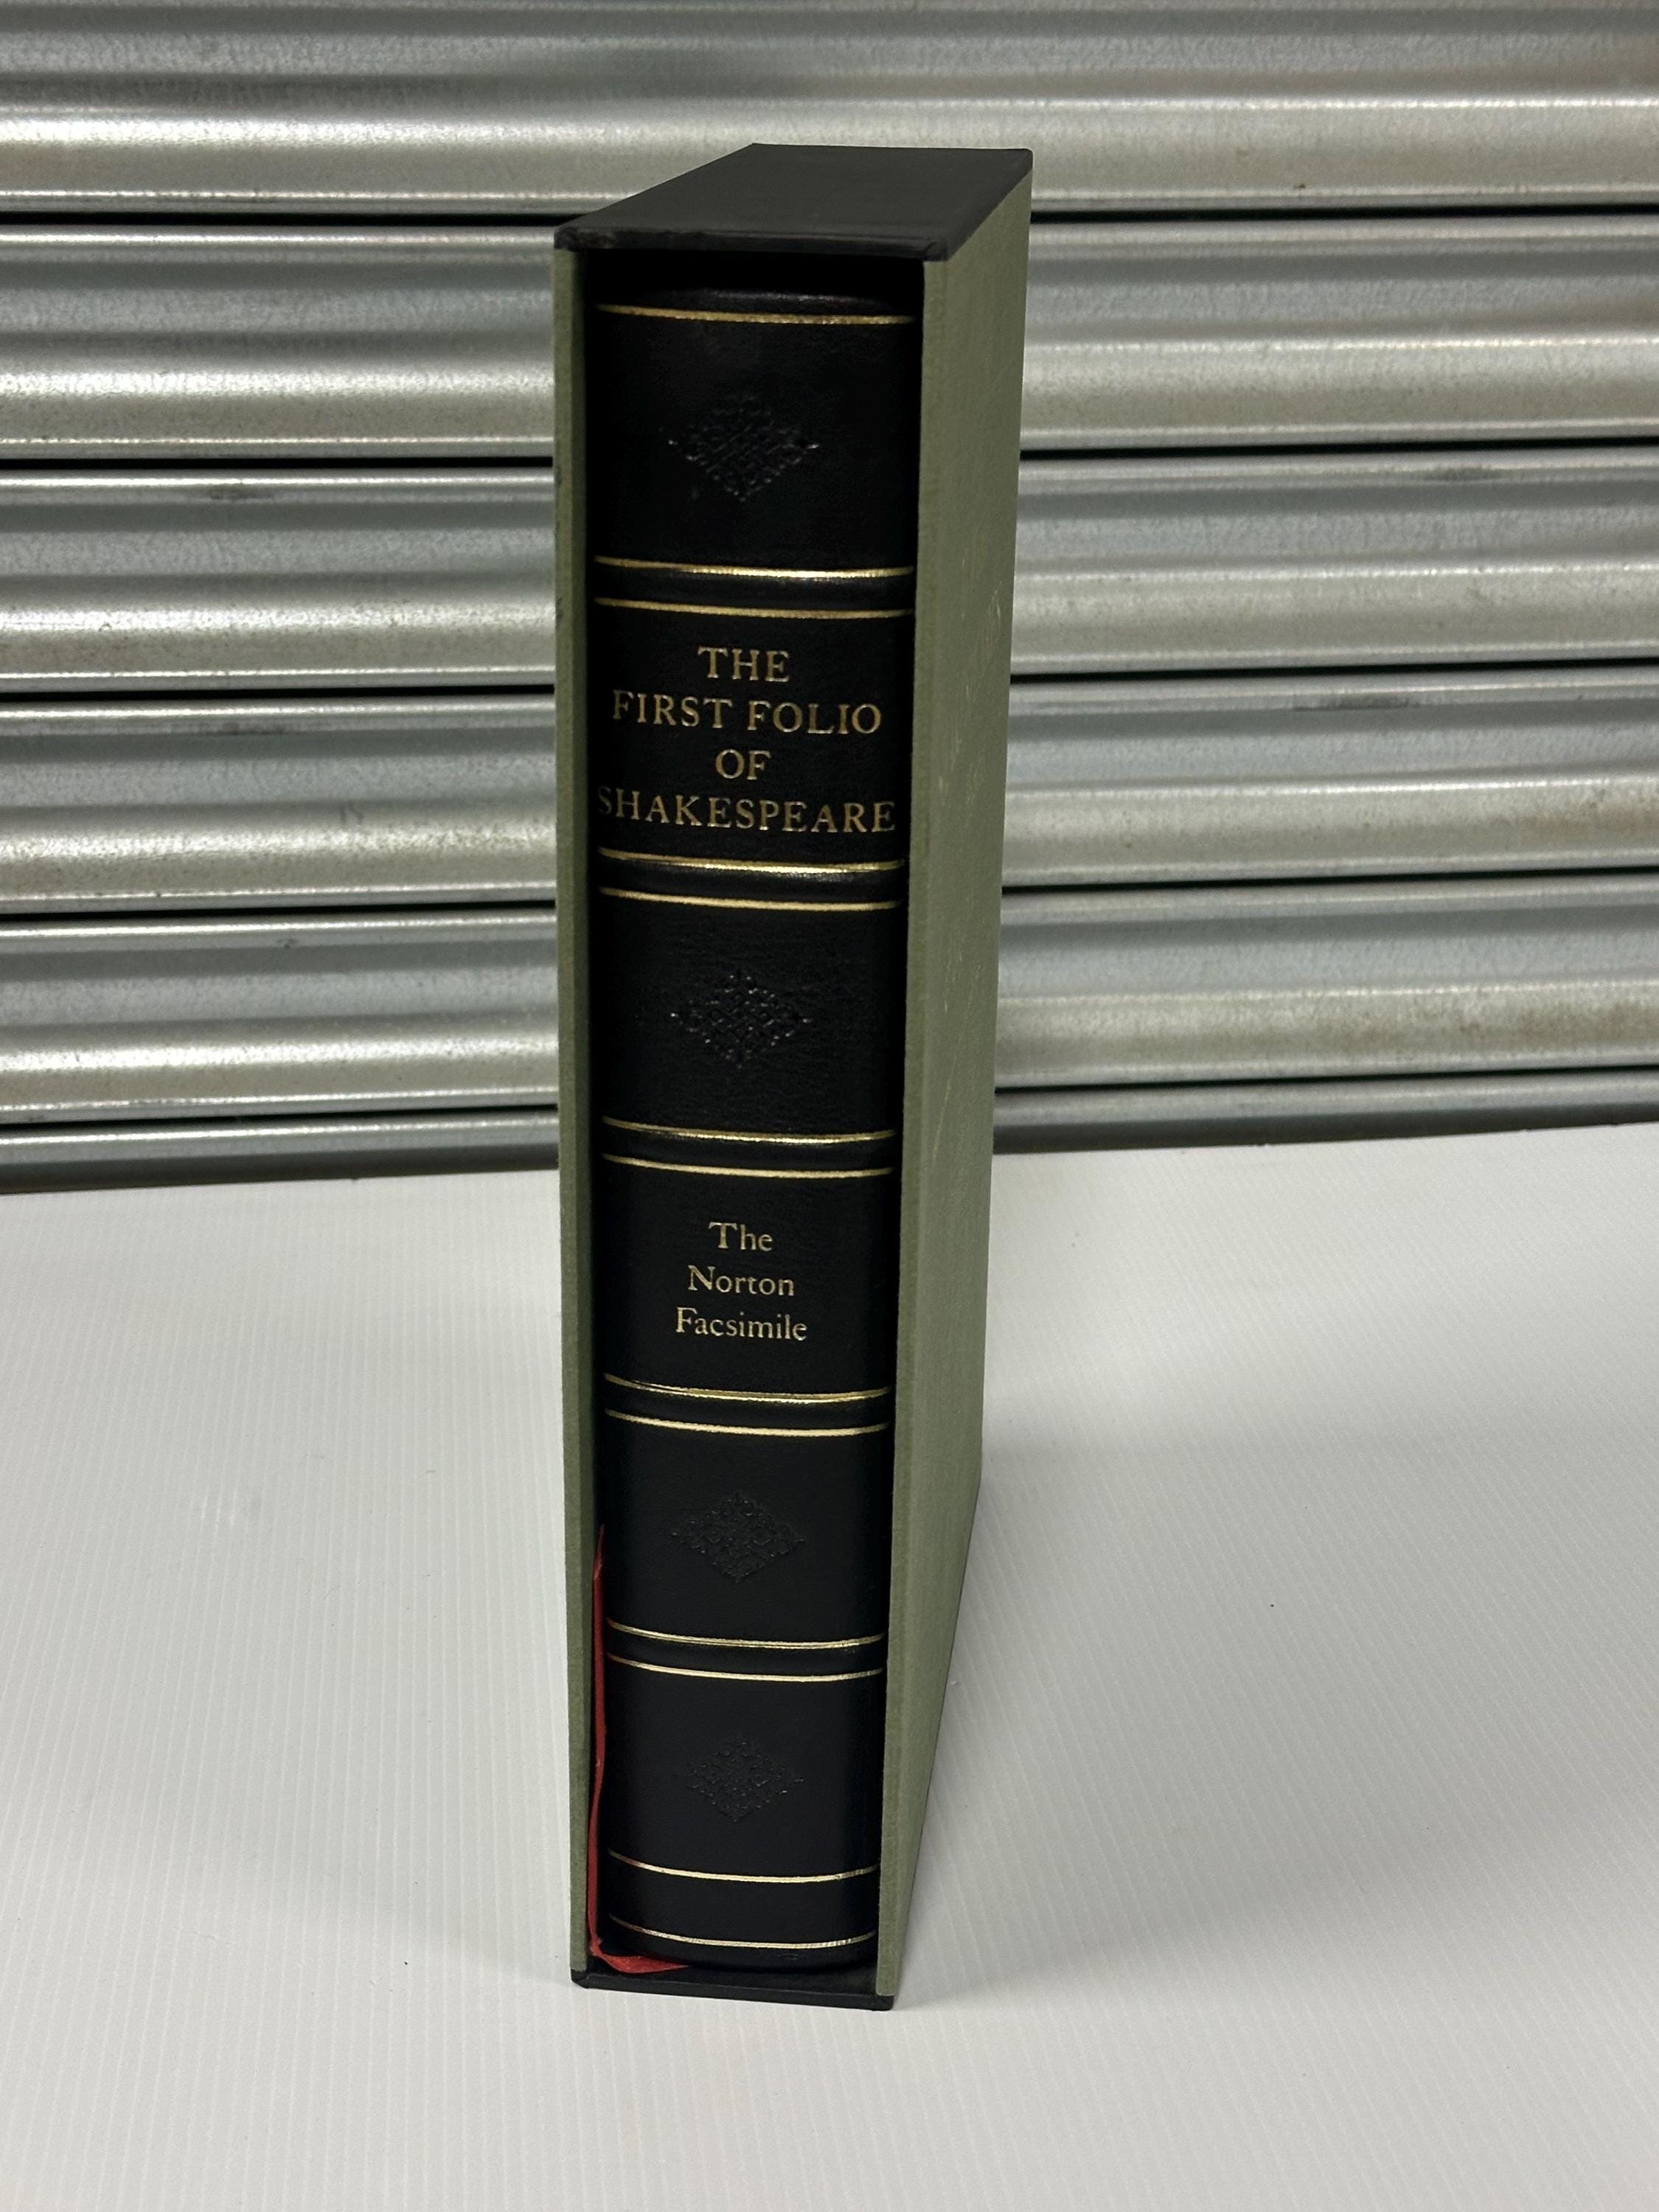 THE
FIRST FOLIO
OF
SHAKESPEARE
The
Norton
Facsimile